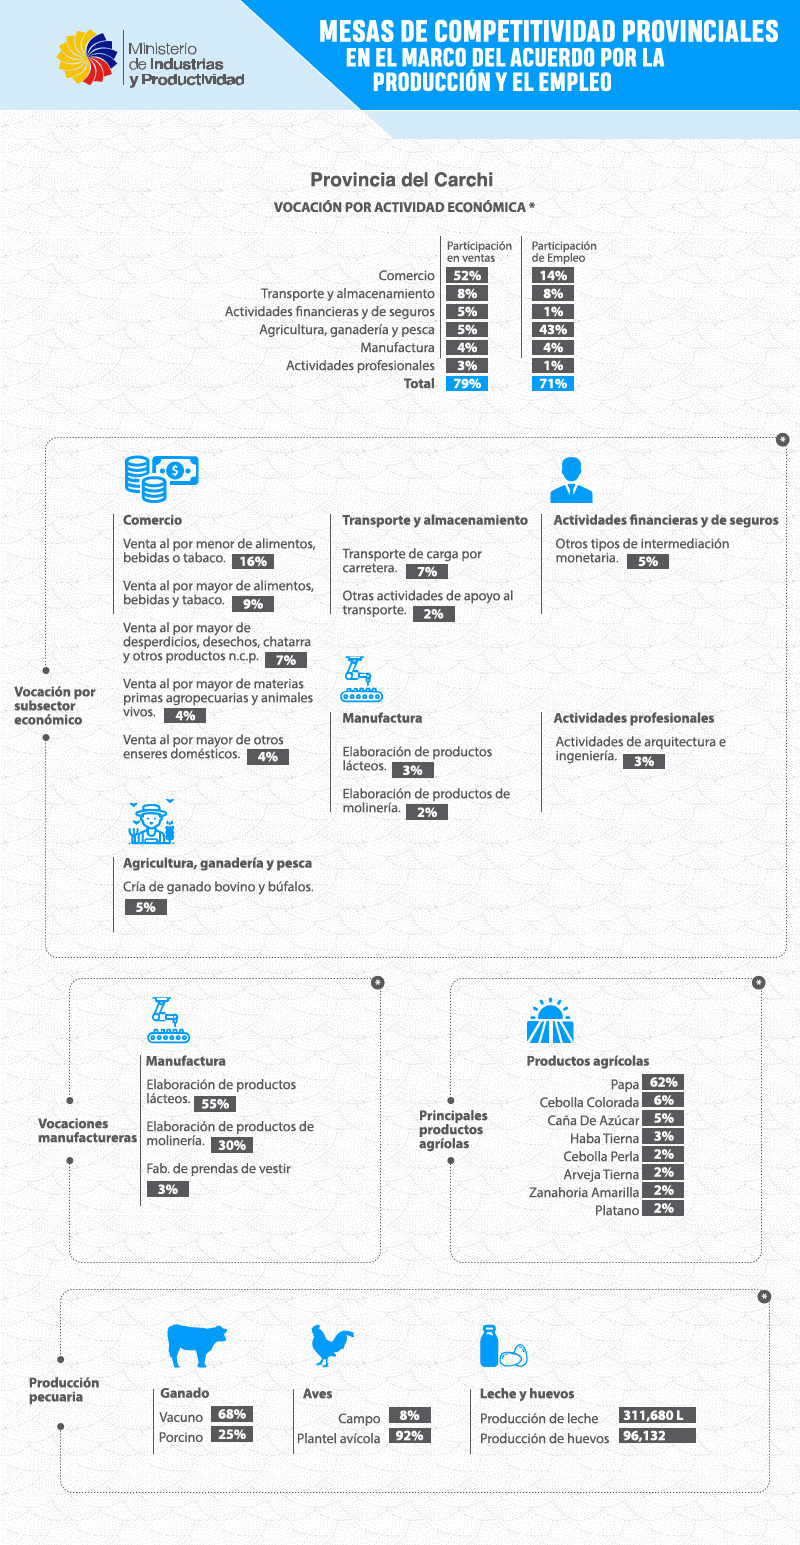 Ministerio
de Industrias
y Productividad
MESAS DE COMPETITIVIDAD PROVINCIALES
EN EL MARCO DEL ACUERDO POR LA
PRODUCCIÓN Y EL EMPLEO
Provincia del Carchi
VOCACIÓN POR ACTIVIDAD ECONÓMICA *
Participación en ventas
Participación de Empleo
Comercio 52% 14%
Transporte y almacenamiento 8% 8%
Actividades financieras y de seguros 5% 1%
Agricultura, ganadería y pesca 5% 43%
Manufactura 4% 4%
Actividades profesionales 3% 1%
Total 79% 71%
*
Vocación por
subsector
económico
$
Comercio
Venta al por menor de alimentos,
bebidas o tabaco. 16%
Venta al por mayor de alimentos,
bebidas y tabaco. 9%
Venta al por mayor de
desperdicios, desechos, chatarra
y otros productos n.c.p. 7%
Venta al por mayor de materias
primas agropecuarias y animales
vivos. 4%
Venta al por mayor de otros
enseres domésticos. 4%
Transporte y almacenamiento
Transporte de carga por
carretera. 7%
Otras actividades de apoyo al
transporte. 2%
Actividades financieras y de seguros
Otros tipos de intermediación
monetaria. 5%
Manufactura
Elaboración de productos
lácteos. 3%
Elaboración de productos de
molinería. 2%
Actividades profesionales
Actividades de arquitectura e
ingeniería. 3%
Agricultura, ganadería y pesca
Cría de ganado bovino y búfalos.
5%
*
Vocaciones
manufactureras
Manufactura
Elaboración de productos
lácteos. 55%
Elaboración de productos de
molinería. 30%
Fab. de prendas de vestir
3%
*
Principales
productos
agríolas
Productos agrícolas
Papa 62%
Cebolla Colorada 6%
Caña De Azúcar 5%
Haba Tierna 3%
Cebolla Perla 2%
Arveja Tierna 2%
Zanahoria Amarilla 2%
Platano 2%
*
Producción
pecuaria
Ganado
Vacuno 68%
Porcino 25%
Aves
Campo 8%
Plantel avícola 92%
Leche y huevos
Producción de leche 311,680 L
Producción de huevos 96,132